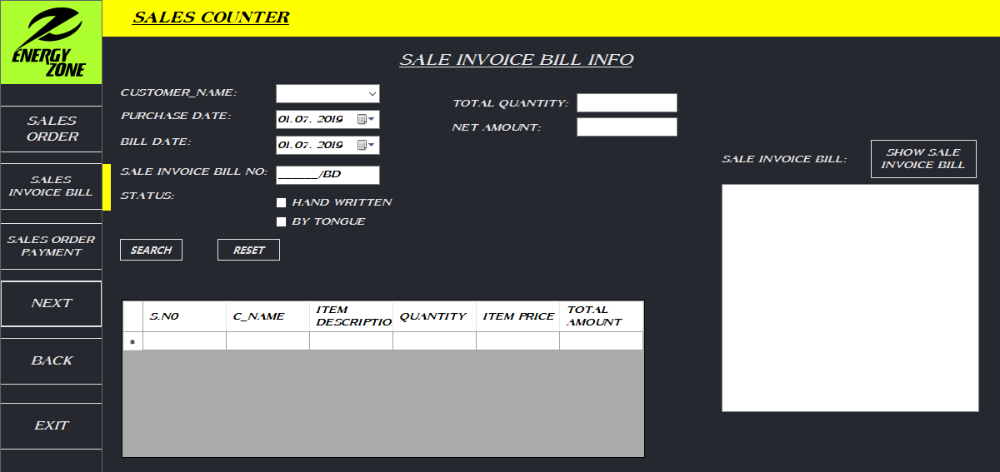 ENERGY
ZONE
SALES COUNTER
SALE INVOICE BILL INFO
SALES
ORDER
SALES
INVOICE BILL
SALES ORDER
PAYMENT
NEXT
BACK
EXIT
CUSTOMER_NAME:
PURCHASE DATE: 01. 07. 2019
BILL DATE: 01. 07. 2019
SALE INVOICE BILL NO: ______/BD
STATUS:
HAND WRITTEN
BY TONGUE
SEARCH RESET
TOTAL QUANTITY:
NET AMOUNT:
SALE INVOICE BILL:
SHOW SALE
INVOICE BILL
S.NO C_NAME ITEM DESCRIPTIO QUANTITY ITEM PRICE TOTAL AMOUNT
*